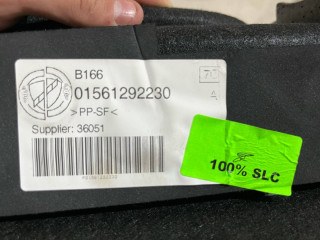 B166
01561292230
>PP-SF<
Supplier: 36051
100% SLC